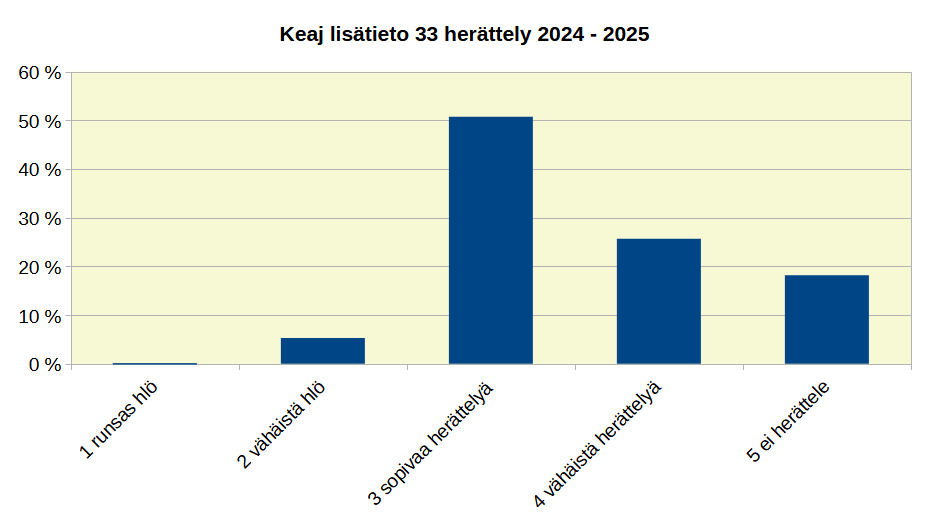 Keaj lisätieto 33 herättely 2024 - 2025
60 %
50 %
40 %
30 %
20 %
10 %
0 %
1 runsas hlö
2 vähäistä hlö
3 sopivaa herättelyä
4 vähäistä herättelyä
5 ei herättele